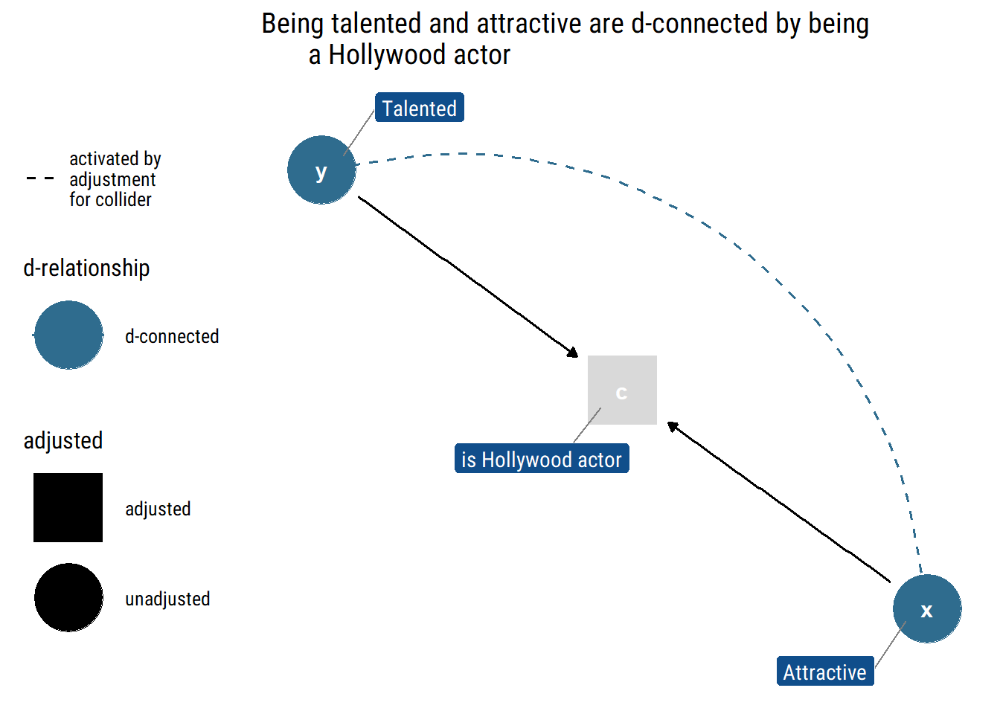 Being talented and attractive are d-connected by being
a Hollywood actor
Talented
y
activated by
adjustment
for collider
d-relationship
d-connected
c
is Hollywood actor
adjusted
adjusted
unadjusted
x
Attractive